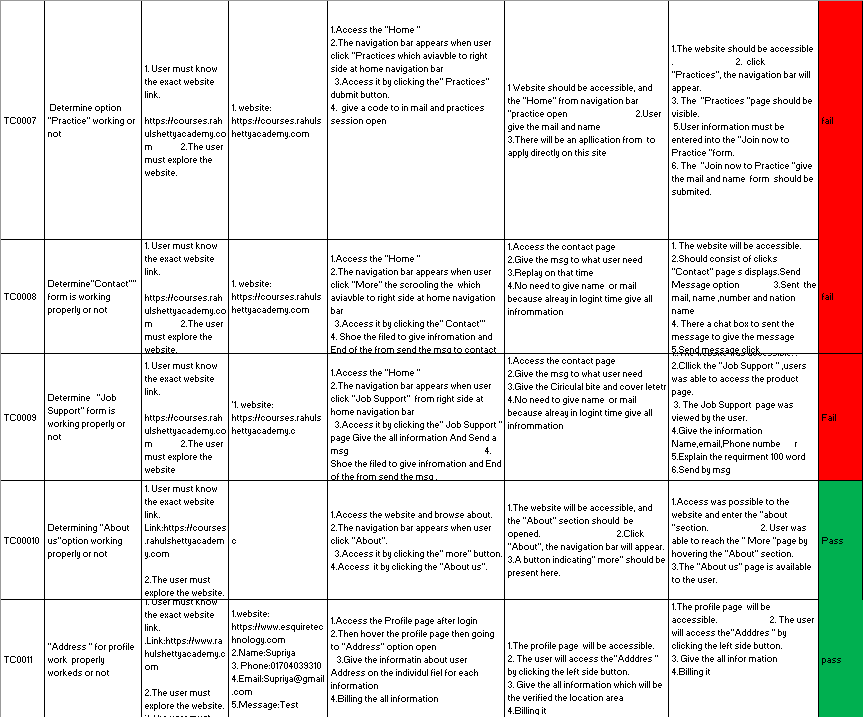 TC0007
Determine option
"Practice" working or
not
1. User must know
the exact website
link.
https://courses.rah
ulshettyacademy.co
m 2.The user
must explore the
website.
1. website:
https://courses.rahuls
hettyacademy.com
1.Access the "Home "
2.The navigation bar appears when user
click "Practices which aviavble to right
side at home navigation bar
3.Access it by clicking the" Practices"
dubmit button.
4. give a code to in mail and practices
session open
1 Website should be accessible, and
the "Home" from navigation bar
"practice open 2.User
give the mail and name
3.There will be an apllication from to
apply directly on this site
1.The website should be accessible
. 2. click
"Practices", the navigation bar will
appear.
3. The "Practices "page should be
visible.
5.User information must be
entered into the "Join now to
Practice "form.
6. The "Join now to Practice "give
the mail and name form should be
submited.
fail
TC0008
Determine"Contact""
form is working
properly or not
1. User must know
the exact website
link.
https://courses.rah
ulshettyacademy.co
m 2.The user
must explore the
website.
1. website:
https://courses.rahuls
hettyacademy.com
1.Access the "Home "
2.The navigation bar appears when user
click "More" the scrooling the which
aviavble to right side at home navigation
bar
3.Access it by clicking the" Contact'"
4. Shoe the filed to give infromation and
End of the from send the msg to contact
1.Access the contact page
2.Give the msg to what user need
3.Replay on that time
4.No need to give name or mail
because alreay in logint time give all
infrommation
1. The website will be accessible.
2.Should consist of clicks
"Contact" page s displays.Send
Message option 3.Sent the
mail, name ,number and nation
name
4. There a chat box to sent the
message to give the message
5.Send message click
fail
TC0009
Determine "Job
Support" form is
working properly or
not
1. User must know
the exact website
link.
https://courses.rah
ulshettyacademy.co
m 2.The user
must explore the
website
"1. website:
https://courses.rahuls
hettyacademy.c
1.Access the "Home "
2.The navigation bar appears when user
click "Job Support" from right side at
home navigation bar
3.Access it by clicking the" Job Support "
page Give the all information And Send a
msg 4.
Shoe the filed to give infromation and End
of the from send the msg .
1.Access the contact page
2.Give the msg to what user need
3.Give the Ciriculal bite and cover letetr
4.No need to give name or mail
because alreay in logint time give all
infrommation
2.Cllick the "Job Support " ,users
was able to access the product
page.
3. The Job Support page was
viewed by the user.
4.Give the information
Name,email,Phone numbe r
5.Explain the requirment 100 word
6.Send by msg
Fail
TC00010
Determining "About
us"option working
properly or not
1. User must know
the exact website
link.
Link:https://courses
.rahulshettyacadem
y.com
2.The user must
explore the website.
c
1.Access the website and browse about.
2.The navigation bar appears when user
click "About".
3.Access it by clicking the" more" button.
4.Access it by clicking the "About us".
1.The website will be accessible, and
the "About" section should be
opened. 2.Click
"About", the navigation bar will appear.
3.A button indicating" more" should be
present here.
1.Access was possible to the
website and enter the "about
"section. 2. User was
able to reach the " More" page by
hovering the "About" section.
3.The "About us" page is available
to the user.
Pass
TC0011
"Address " for profile
work properly
workeds or not
1. User must know
the exact website
link.
.Link:https://www.ra
hulshettyacademy.c
om
2.The user must
explore the website.
1.website:
https://www.esquiretec
hnology.com
2.Name:Supriya
3. Phone:01704039310
4.Email:Supriya@gmail
.com
5.Message:Test
1.Access the Profile page after login
2.Then hover the profile page then going
to "Address" option open
3.Give the informatin about user
Address on the individul fiel for each
information
4.Billing the all information
1.The profile page will be accessible.
2. The user will access the"Adddres "
by clicking the left side button.
3. Give the all information which will be
the verified the location area
4.Billing it
1.The profile page will be
accessible. 2. The user
will access the"Adddres " by
clicking the left side button.
3. Give the all infor mation
4.Billing it
pass